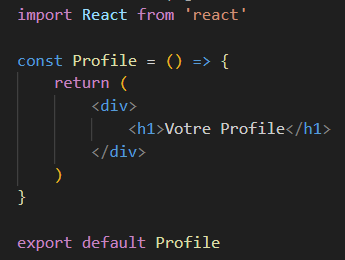 import React from 'react'
const Profile = () => {
return (
<div>
<h1>Votre Profile</h1>
</div>
)
}
export default Profile